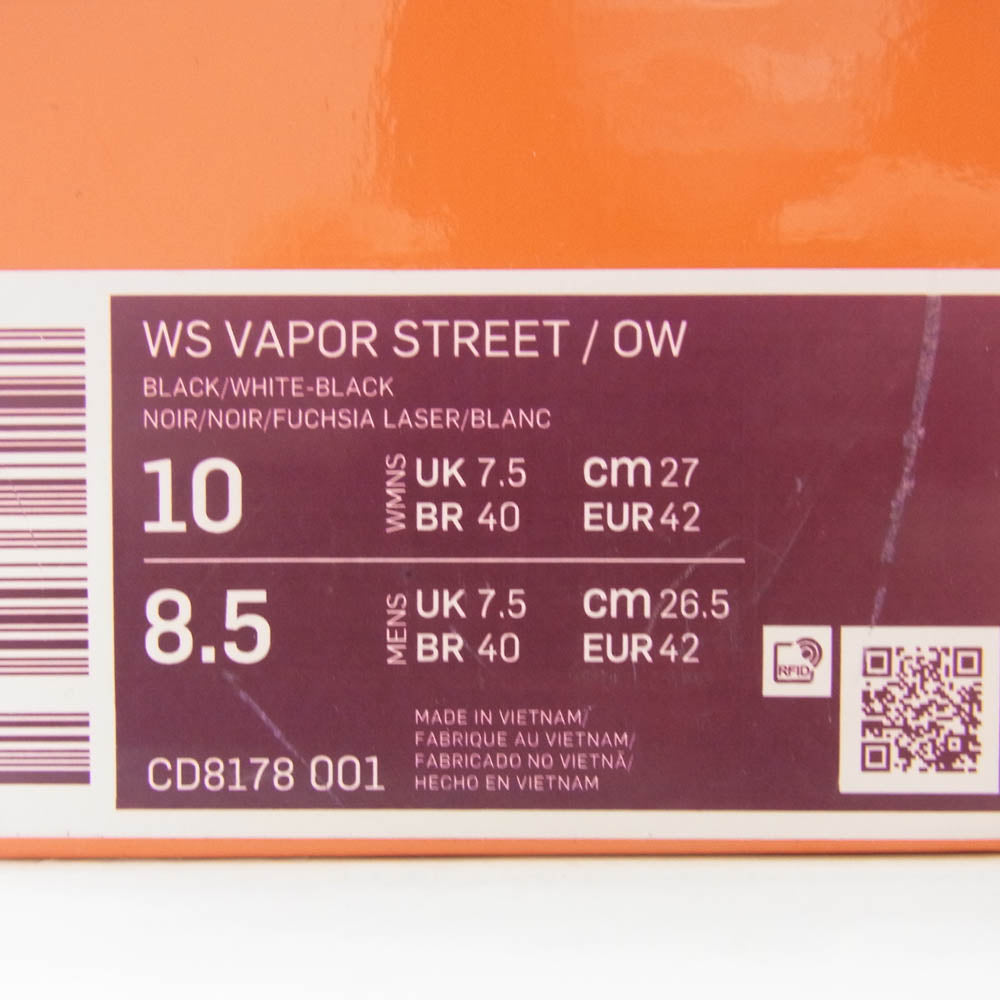 WS VAPOR STREET / OW
BLACK/WHITE-BLACK
NOIR/NOIR/FUCHSIA LASER/BLANC
10 WMNS UK 7.5 cm 27
BR 40 EUR 42
8.5 MENS UK 7.5 cm 26.5
BR 40 EUR 42
RFID
MADE IN VIETNAM/
FABRIQUE AU VIETNAM/
FABRICADO NO VIETNÃ/
HECHO EN VIETNAM
CD8178 001